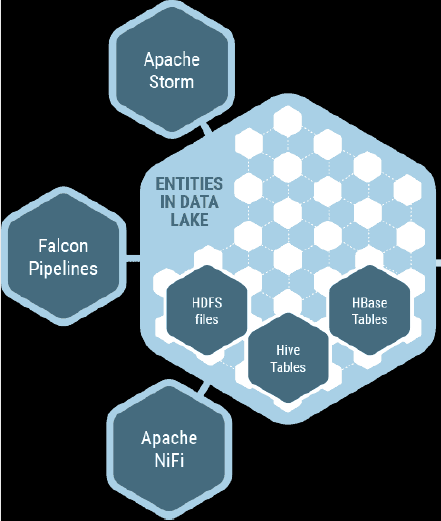 Apache
Storm
ENTITIES
IN DATA
LAKE
Falcon
Pipelines
HDFS
files
HBase
Tables
Hive
Tables
Apache
NiFi